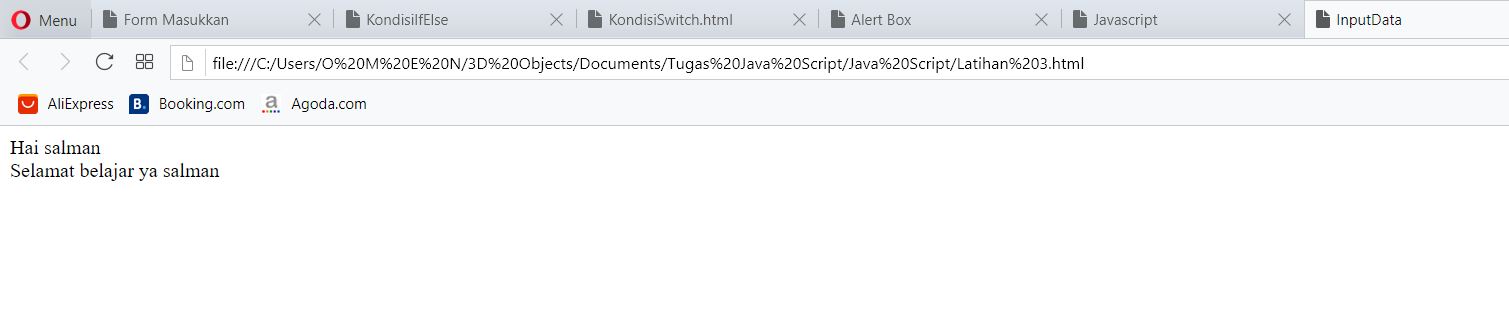 Menu Form Masukkan KondisiIfElse KondisiSwitch.html Alert Box Javascript InputData
file:///C:/Users/O%20M%20E%20N/3D%20Objects/Documents/Tugas%20Java%20Script/Java%20Script/Latihan%203.html
AliExpress B. Booking.com a Agoda.com
Hai salman
Selamat belajar ya salman